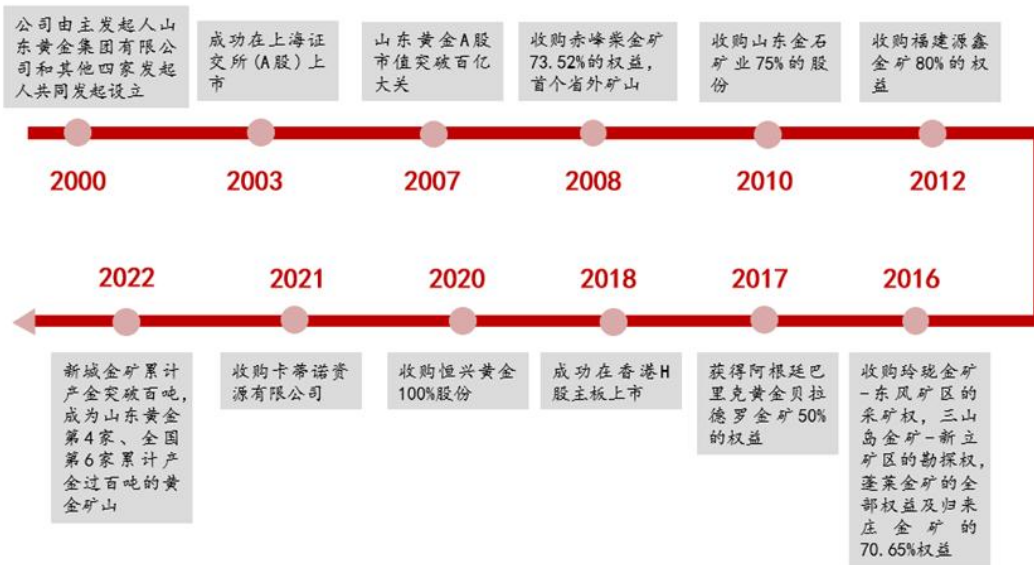 公司由主发起人山
东黄金集团有限公
司和其他四家发起
人共同发起设立
成功在上海证
交所(A股)上
市
山东黄金A股
市值突破百亿
大关
收购赤峰柴金矿
73.52%的权益,
首个省外矿山
收购山东金石
矿业75%的股
份
收购福建源鑫
金矿80%的权
益
2000
2003
2007
2008
2010
2012
2022
2021
2020
2018
2017
2016
新城金矿累计
产金突破百吨,
成为山东黄金
第4家、全国
第6家累计产
金过百吨的黄
金矿山
收购卡蒂诺资
源有限公司
收购恒兴黄金
100%股份
成功在香港H
股主板上市
获得阿根廷巴
里克黄金贝拉
德罗金矿50%
的权益
收购玲珑金矿
-东风矿区的
采矿权, 三山
岛金矿-新立
矿区的勘探权,
蓬莱金矿的全
部权益及归来
庄金矿的
70.65%权益